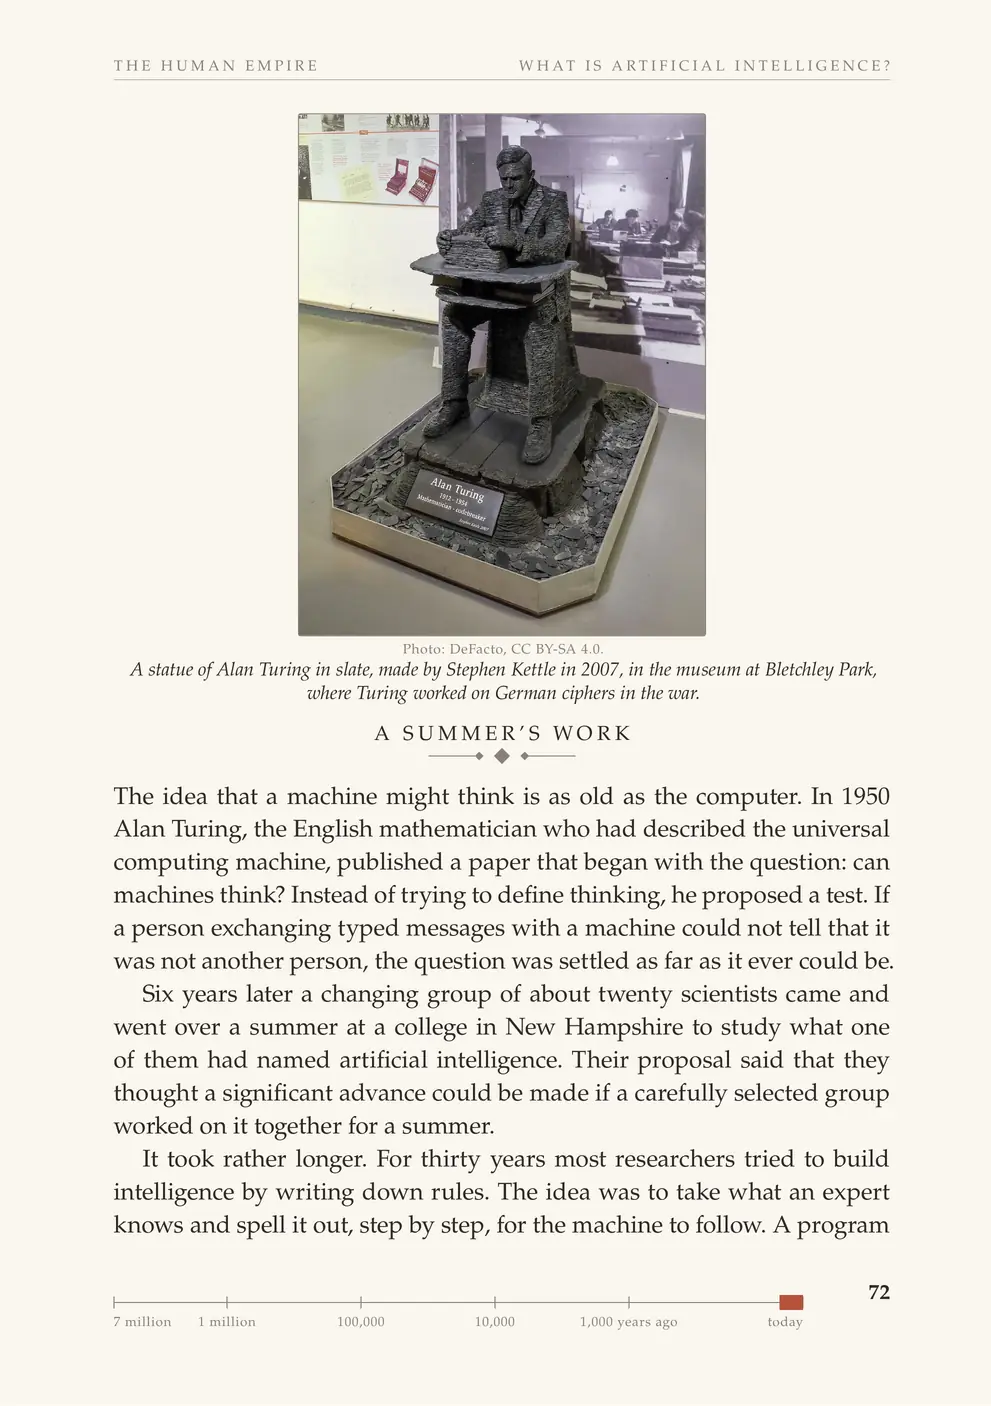 THE HUMAN EMPIRE
WHAT IS ARTIFICIAL INTELLIGENCE?
Alan Turing
1912 - 1954
Mathematician - codebreaker
Stephen Kettle 2007
Photo: DeFacto, CC BY-SA 4.0.
A statue of Alan Turing in slate, made by Stephen Kettle in 2007, in the museum at Bletchley Park,
where Turing worked on German ciphers in the war.
A SUMMER’S WORK
The idea that a machine might think is as old as the computer. In 1950
Alan Turing, the English mathematician who had described the universal
computing machine, published a paper that began with the question: can
machines think? Instead of trying to define thinking, he proposed a test. If
a person exchanging typed messages with a machine could not tell that it
was not another person, the question was settled as far as it ever could be.
Six years later a changing group of about twenty scientists came and
went over a summer at a college in New Hampshire to study what one
of them had named artificial intelligence. Their proposal said that they
thought a significant advance could be made if a carefully selected group
worked on it together for a summer.
It took rather longer. For thirty years most researchers tried to build
intelligence by writing down rules. The idea was to take what an expert
knows and spell it out, step by step, for the machine to follow. A program
72
7 million
1 million
100,000
10,000
1,000 years ago
today